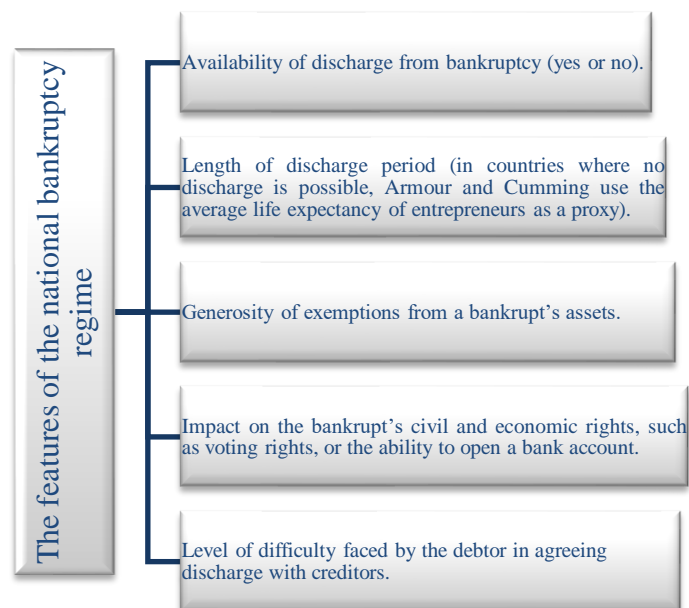 The features of the national bankruptcy
regime
Availability of discharge from bankruptcy (yes or no).
Length of discharge period (in countries where no
discharge is possible, Armour and Cumming use the
average life expectancy of entrepreneurs as a proxy).
Generosity of exemptions from a bankrupt’s assets.
Impact on the bankrupt’s civil and economic rights, such
as voting rights, or the ability to open a bank account.
Level of difficulty faced by the debtor in agreeing
discharge with creditors.